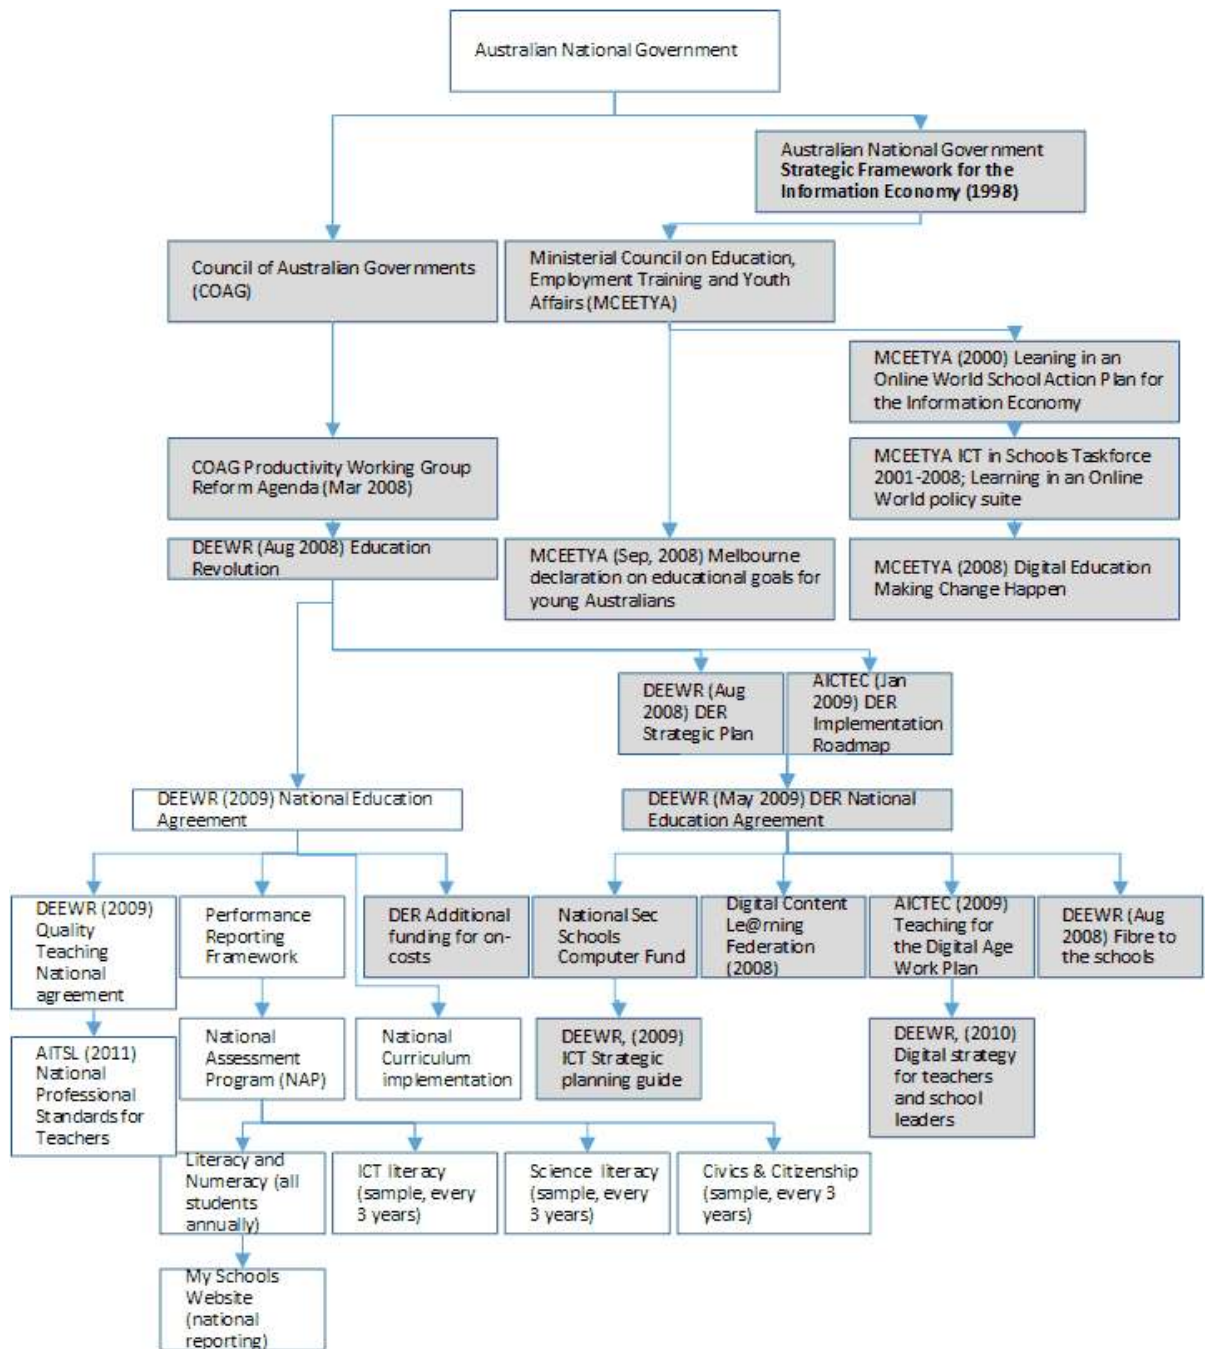 Australian National Government
Australian National Government
Strategic Framework for the
Information Economy (1998)
Council of Australian Governments
(COAG)
Ministerial Council on Education,
Employment Training and Youth
Affairs (MCEETYA)
MCEETYA (2000) Leaning in an
Online World School Action Plan for
the Information Economy
COAG Productivity Working Group
Reform Agenda (Mar 2008)
MCEETYA ICT in Schools Taskforce
2001-2008; Learning in an Online
World policy suite
DEEWR (Aug 2008) Education
Revolution
MCEETYA (Sep, 2008) Melbourne
declaration on educational goals for
young Australians
MCEETYA (2008) Digital Education
Making Change Happen
DEEWR (Aug
2008) DER
Strategic Plan
AICTEC (Jan
2009) DER
Implementation
Roadmap
DEEWR (2009) National Education
Agreement
DEEWR (May 2009) DER National
Education Agreement
DEEWR (2009)
Quality
Teaching
National
agreement
Performance
Reporting
Framework
DER Additional
funding for on-
costs
National Sec
Schools
Computer Fund
Digital Content
Le@rning
Federation
(2008)
AICTEC (2009)
Teaching for
the Digital Age
Work Plan
DEEWR (Aug
2008) Fibre to
the schools
AITSL (2011)
National
Professional
Standards for
Teachers
National
Assessment
Program (NAP)
National
Curriculum
implementation
DEEWR, (2009)
ICT Strategic
planning guide
DEEWR, (2010)
Digital strategy
for teachers
and school
leaders
Literacy and
Numeracy (all
students
annually)
ICT literacy
(sample, every
3 years)
Science literacy
(sample, every
3 years)
Civics & Citizenship
(sample, every 3
years)
My Schools
Website
(national
reporting)